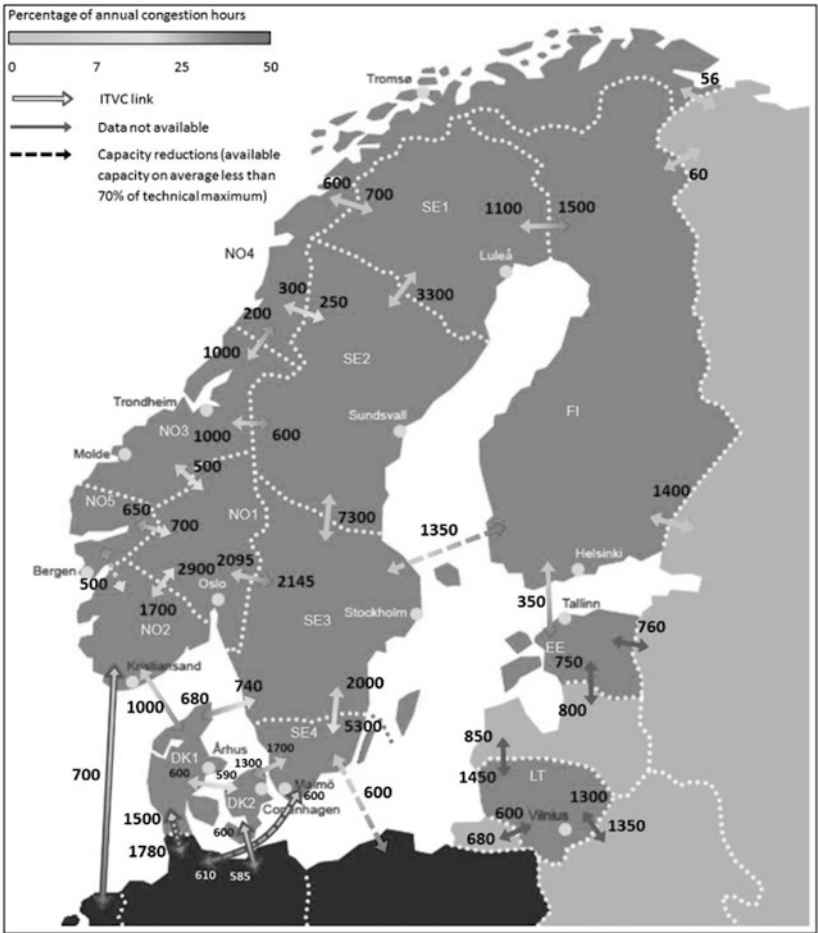 Percentage of annual congestion hours
0 7 25 50
ITVC link
Data not available
Capacity reductions (available
capacity on average less than
70% of technical maximum)
Tromsø
56
60
600
700
SE1
1100
1500
NO4
Luleå
3300
300
250
200
1000
SE2
Trondheim
NO3
1000
600
Sundsvall
FI
Molde
500
NO5
650
700
NO1
7300
1350
1400
Bergen
500
2900
2095
2145
Oslo
1700
NO2
SE3
Stockholm
Helsinki
350
Tallinn
760
EE
750
800
Kristiansand
1000
680
740
2000
SE4
5300
700
DK1
Århus
600
590
1300
1700
DK2
Malmö
600
Copenhagen
600
600
850
1450
LT
1300
1350
600
Vilnius
680
1500
1780
610
585